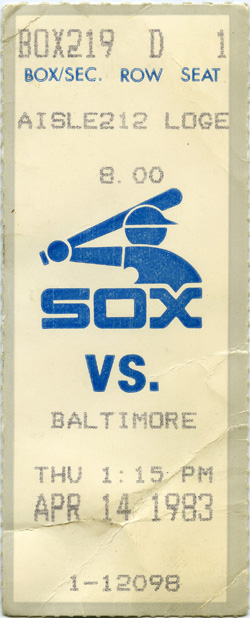 BOX219 D 1
BOX/SEC. ROW SEAT
AISLE212 LOGE
8.00
SOX
VS.
BALTIMORE
THU 1:15 PM
APR 14 1983
1-12098